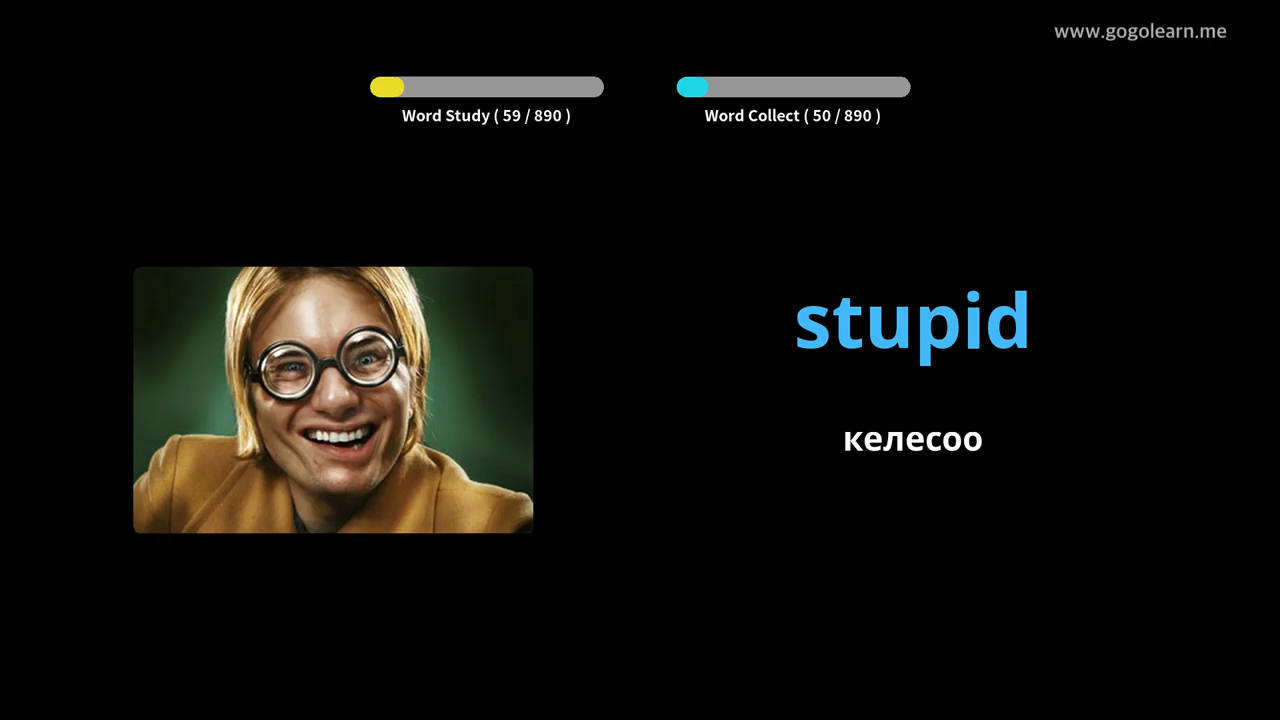 www.gogolearn.me
Word Study ( 59 / 890 )
Word Collect ( 50 / 890 )
stupid
келесоо